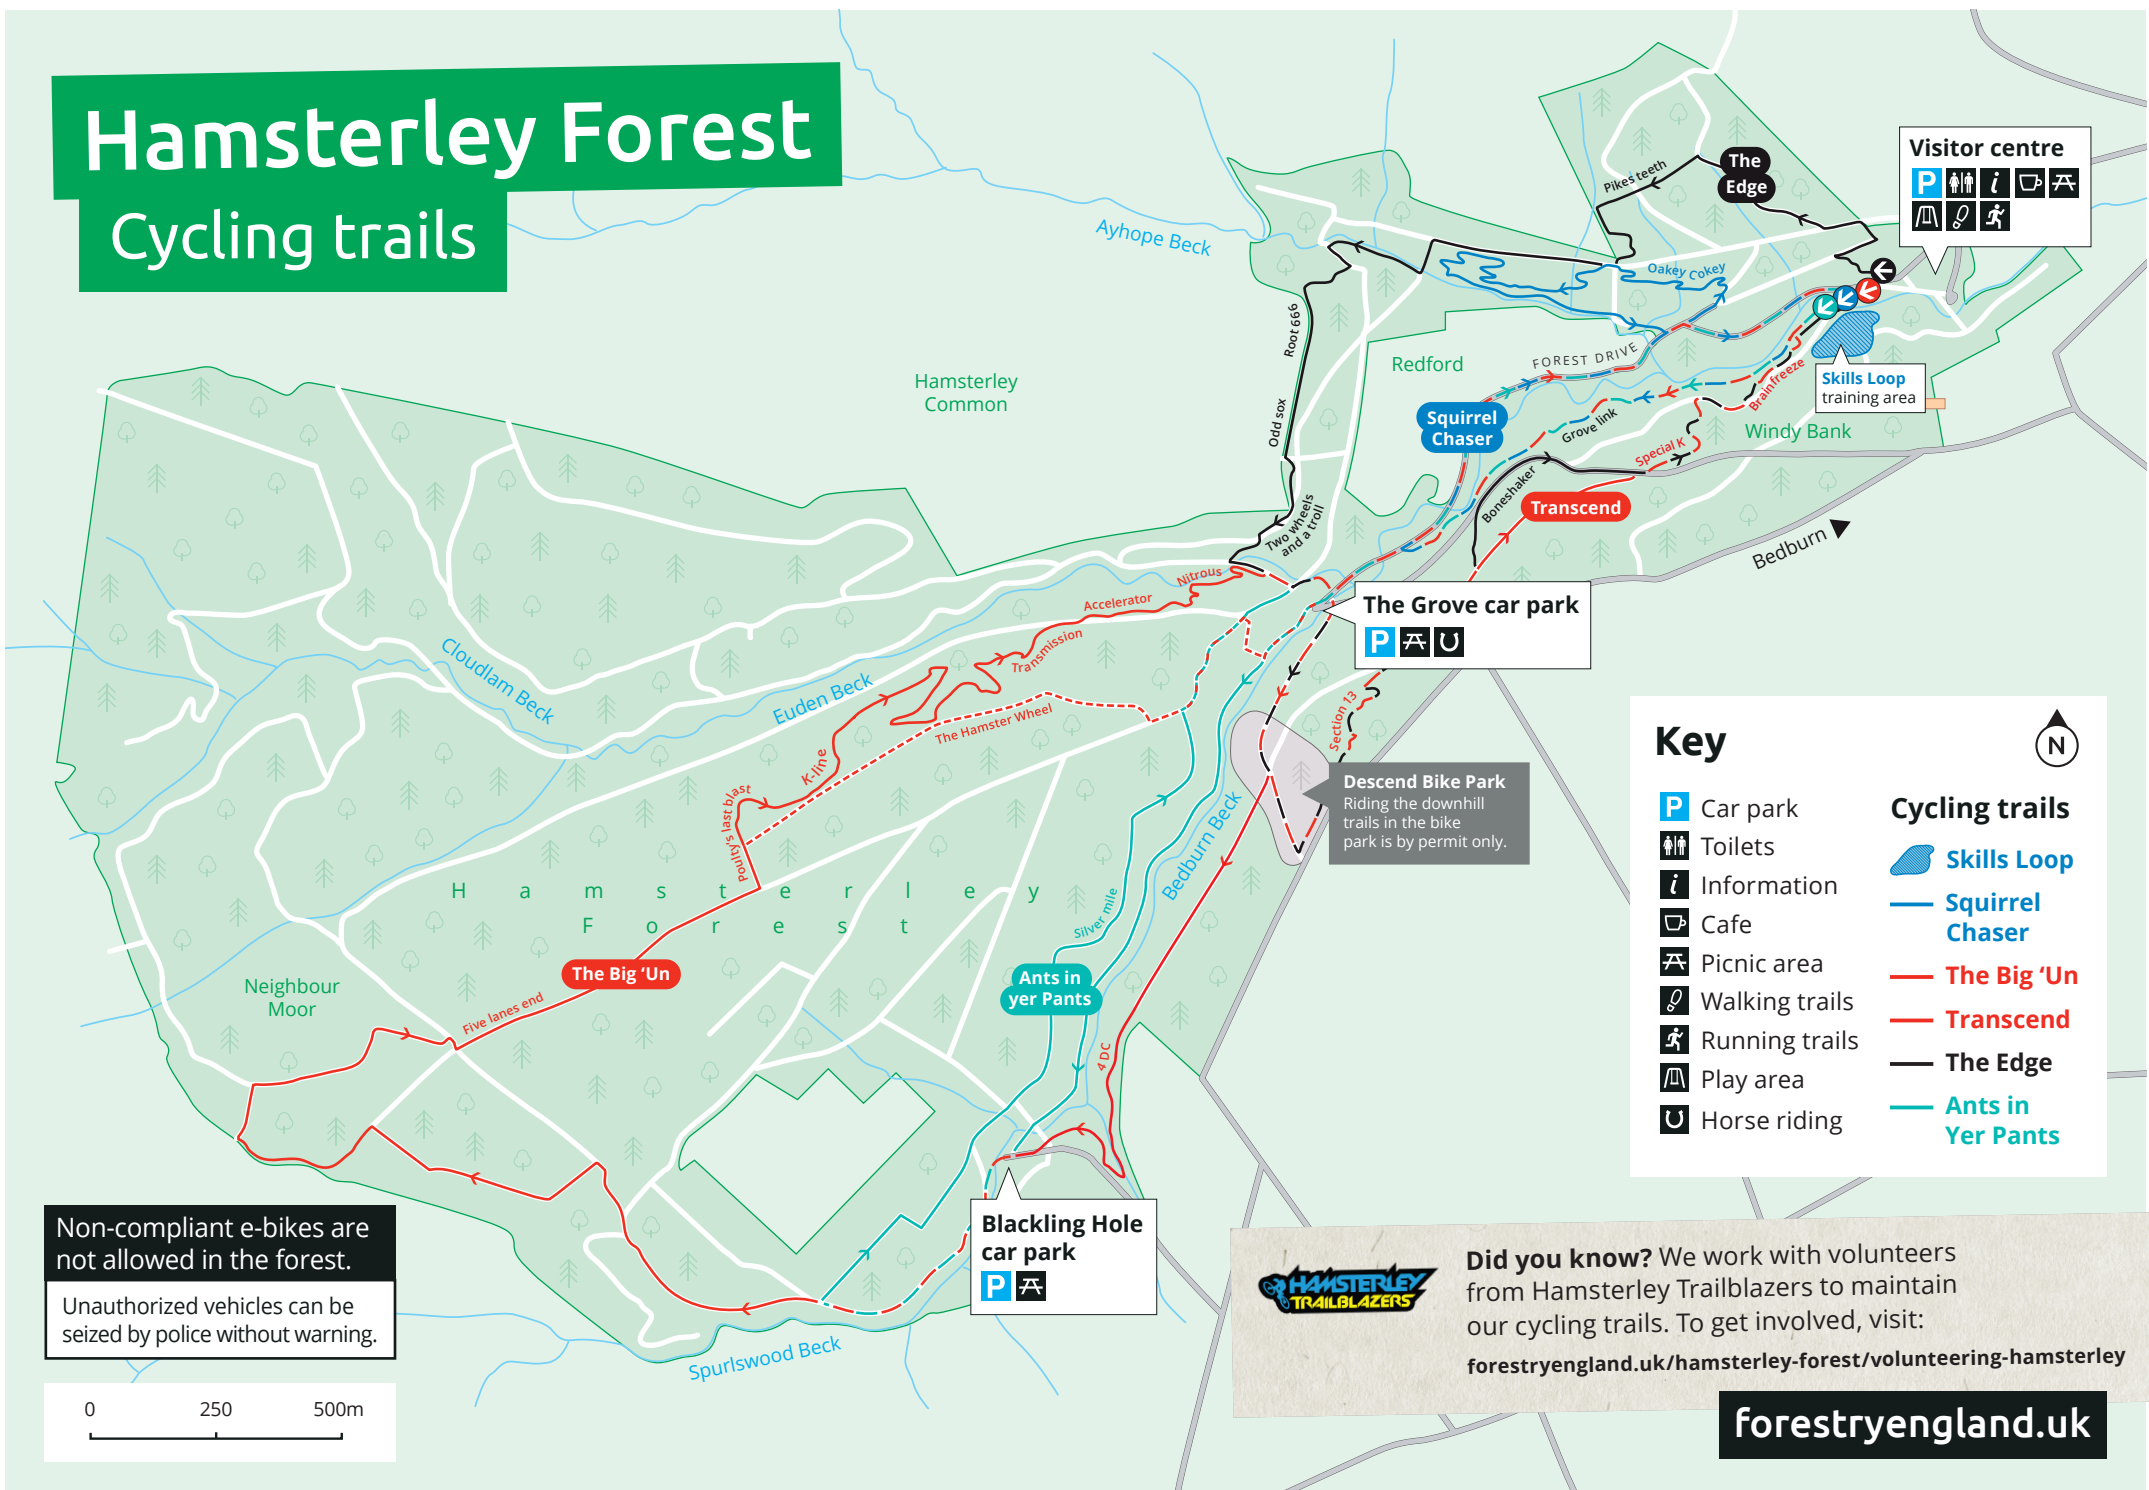 Hamsterley Forest
Cycling trails
Visitor centre
P
i
The
Edge
Pikes teeth
Ayhope Beck
Oakey Cokey
Root 666
Redford
FOREST DRIVE
Hamsterley
Common
Skills Loop
training area
Brainfreeze
Squirrel
Chaser
Grove link
Odd sox
Windy Bank
Special K
Boneshaker
Transcend
Two wheels
and a troll
Bedburn
Nitrous
Accelerator
The Grove car park
P
Transmission
Cloudlam Beck
Euden Beck
The Hamster Wheel
Section 13
K-line
Poulty's last blast
Descend Bike Park
Riding the downhill
trails in the bike
park is by permit only.
Bedburn Beck
Hamsterley
Forest
Silver mile
The Big ‘Un
Ants in
yer Pants
Neighbour
Moor
Five lanes end
4 DC
Blackling Hole
car park
P
Spurlswood Beck
Key
N
P Car park
Toilets
i Information
Cafe
Picnic area
Walking trails
Running trails
Play area
Horse riding
Cycling trails
Skills Loop
Squirrel
Chaser
The Big ‘Un
Transcend
The Edge
Ants in
Yer Pants
Non-compliant e-bikes are
not allowed in the forest.
Unauthorized vehicles can be
seized by police without warning.
0 250 500m
HAMSTERLEY
TRAILBLAZERS
Did you know? We work with volunteers
from Hamsterley Trailblazers to maintain
our cycling trails. To get involved, visit:
forestryengland.uk/hamsterley-forest/volunteering-hamsterley
forestryengland.uk